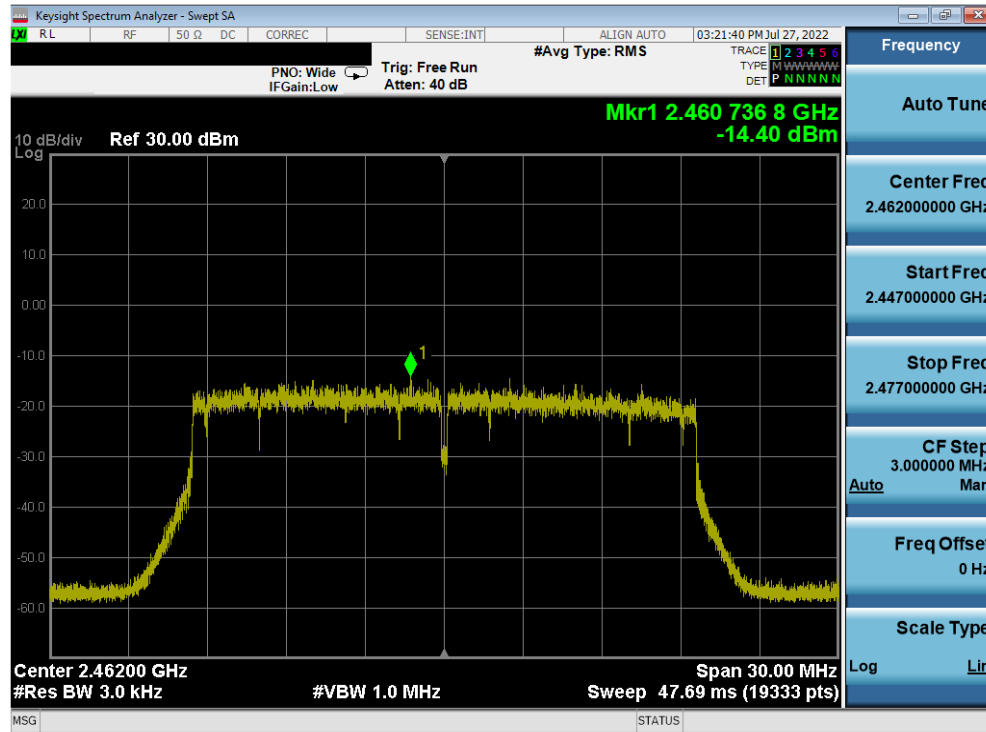 Keysight Spectrum Analyzer - Swept SA
LXI RL RF 50 Ω DC CORREC SENSE:INT ALIGN AUTO 03:21:40 PM Jul 27, 2022
PNO: Wide Trig: Free Run #Avg Type: RMS TRACE 1 2 3 4 5 6
IFGain:Low Atten: 40 dB TYPE M WWWWW
DET P N N N N N
Mkr1 2.460 736 8 GHz
-14.40 dBm
10 dB/div Ref 30.00 dBm
Log
20.0
10.0
0.00
-10.0
1
-20.0
-30.0
-40.0
-50.0
-60.0
Center 2.46200 GHz Span 30.00 MHz
#Res BW 3.0 kHz #VBW 1.0 MHz Sweep 47.69 ms (19333 pts)
MSG STATUS
Frequency
Auto Tune
Center Freq
2.462000000 GHz
Start Freq
2.447000000 GHz
Stop Freq
2.477000000 GHz
CF Step
3.000000 MHz
Auto Man
Freq Offset
0 Hz
Scale Type
Log Lin